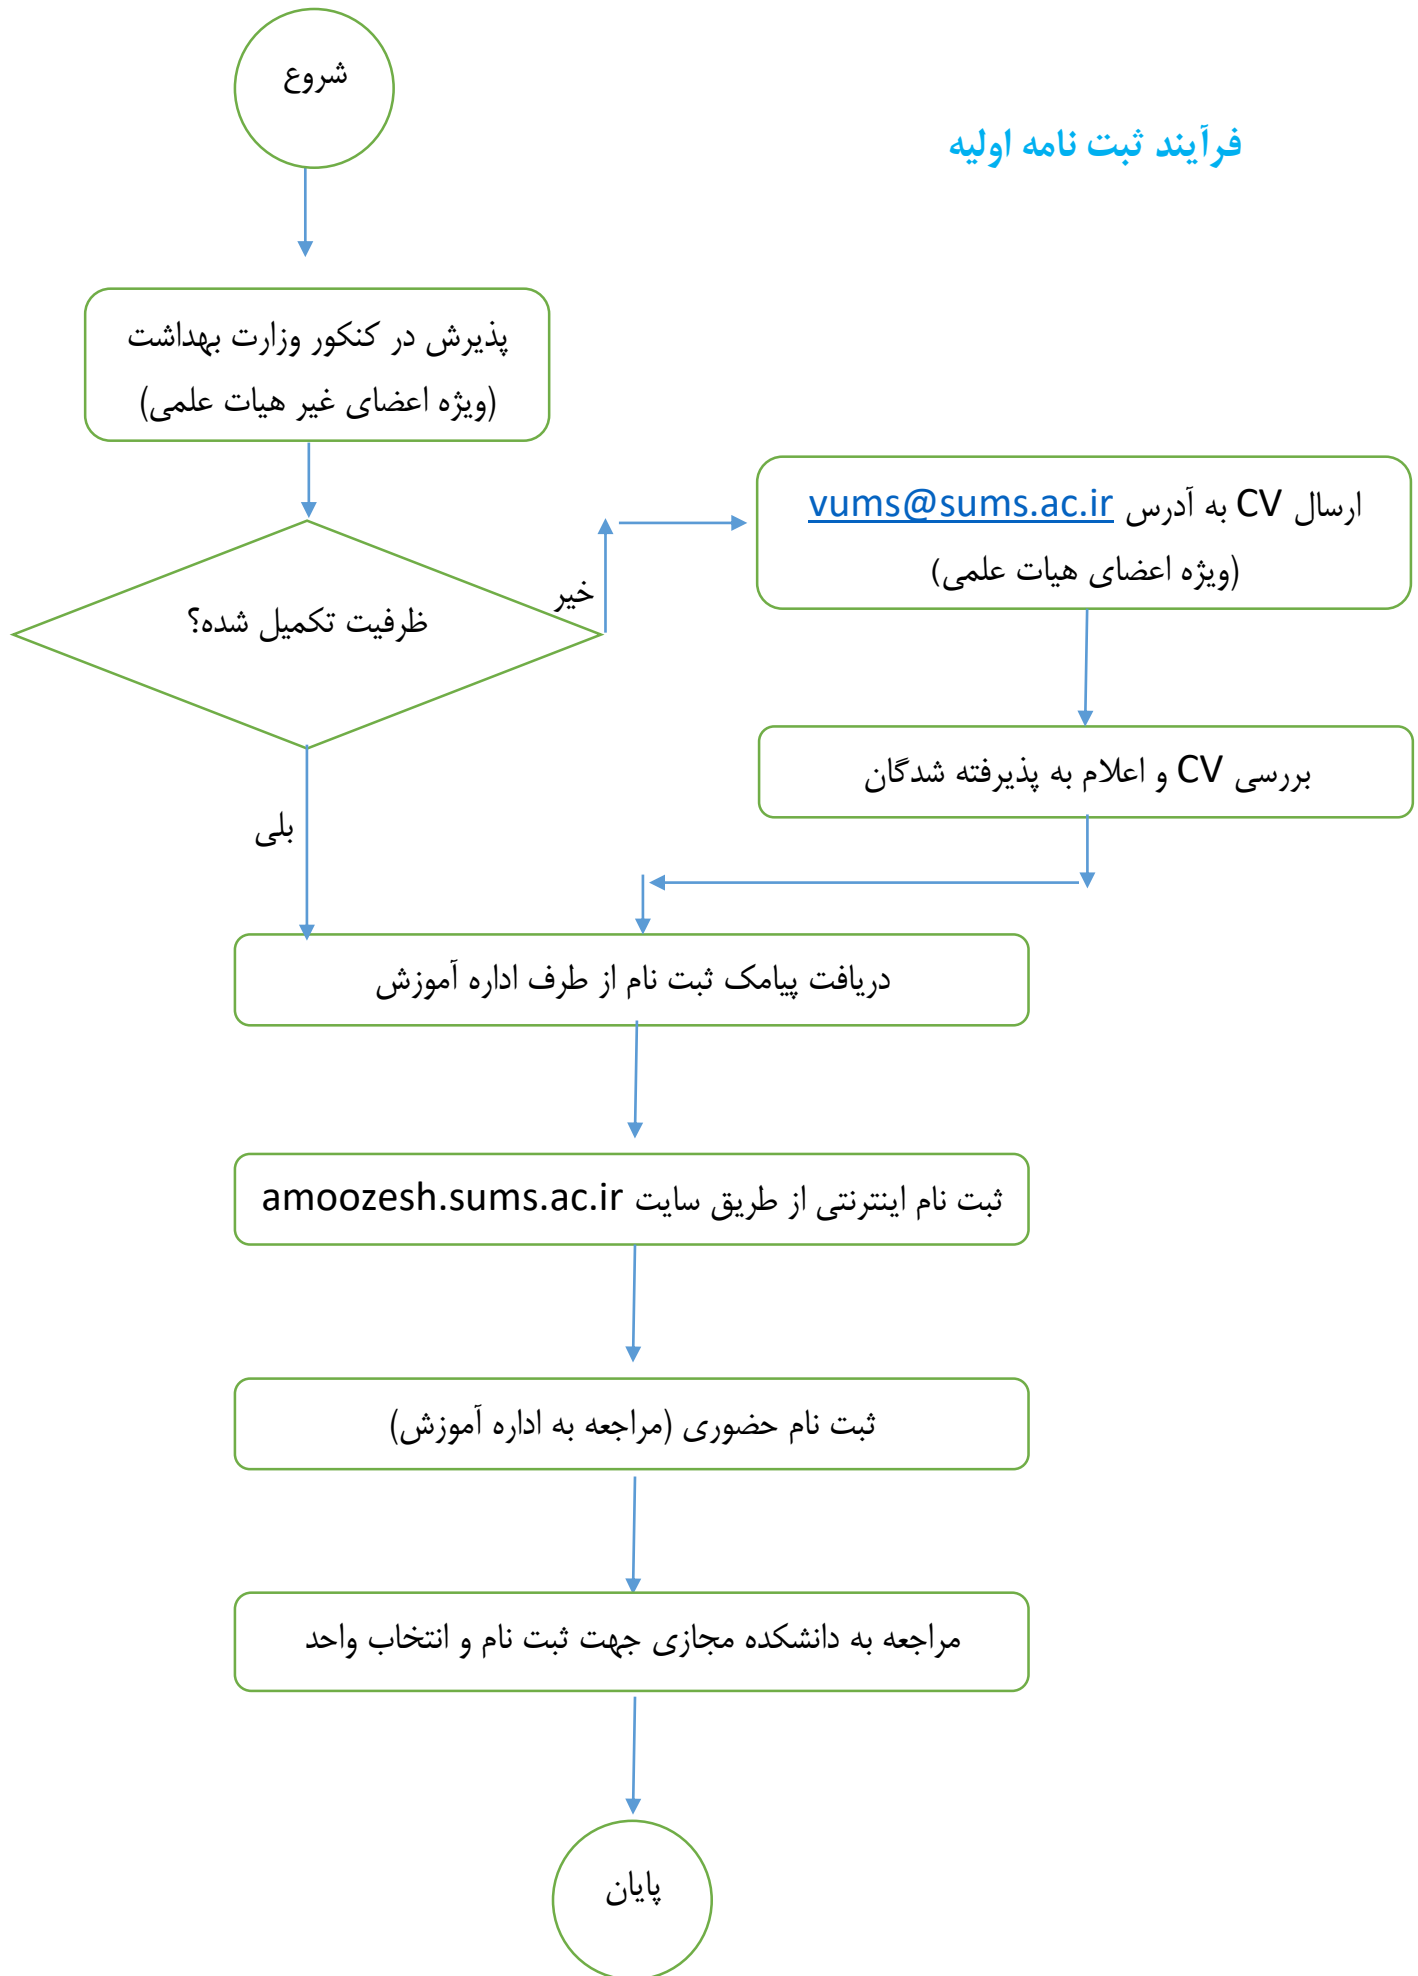 شروع
فرآیند ثبت نامه اولیه
پذیرش در کنکور وزارت بهداشت
(ویژه اعضای غیر هیات علمی)
ظرفیت تکمیل شده؟
خیر
ارسال CV به آدرس vums@sums.ac.ir
(ویژه اعضای هیات علمی)
بررسی CV و اعلام به پذیرفته شدگان
بلی
دریافت پیامک ثبت نام از طرف اداره آموزش
ثبت نام اینترنتی از طریق سایت amoozesh.sums.ac.ir
ثبت نام حضوری (مراجعه به اداره آموزش)
مراجعه به دانشکده مجازی جهت ثبت نام و انتخاب واحد
پایان